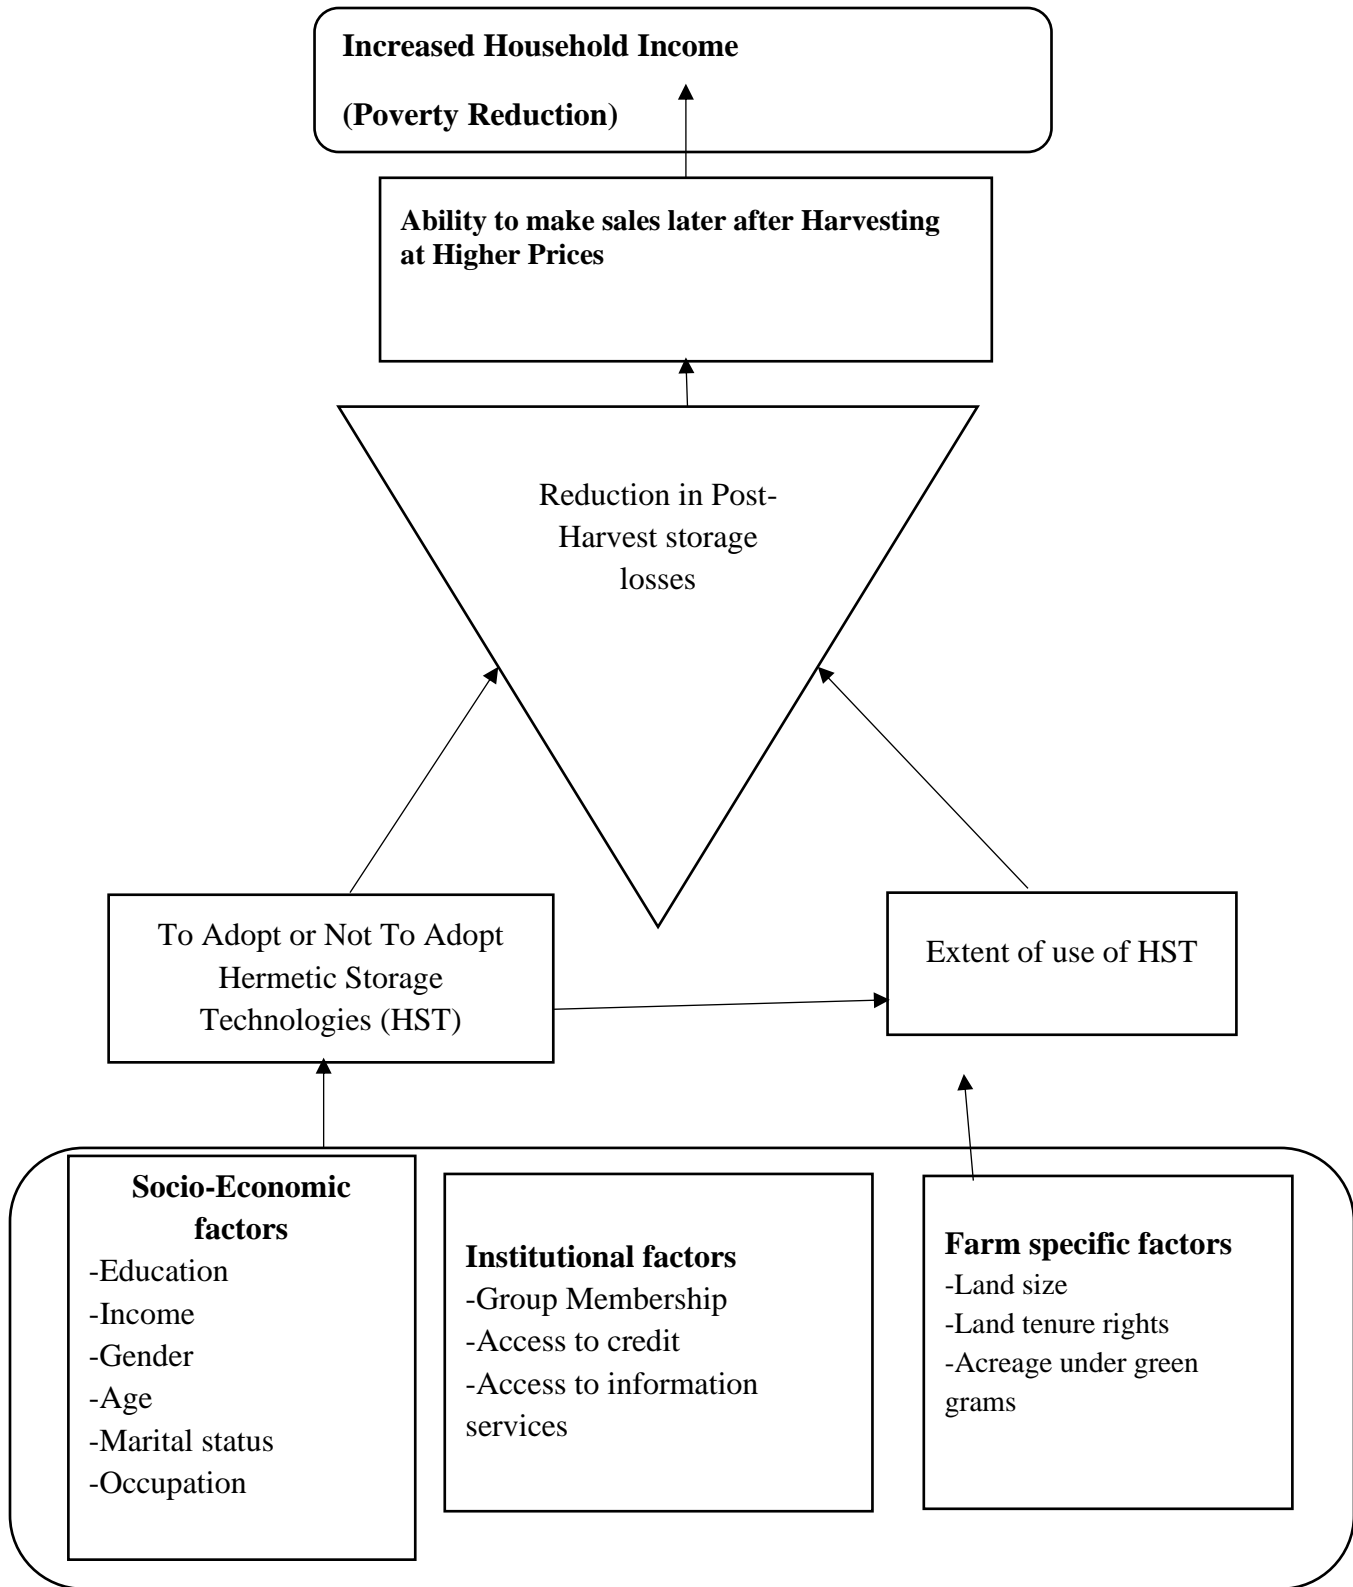 Increased Household Income
(Poverty Reduction)
Ability to make sales later after Harvesting
at Higher Prices
Reduction in Post-
Harvest storage
losses
To Adopt or Not To Adopt
Hermetic Storage
Technologies (HST)
Extent of use of HST
Socio-Economic
factors
-Education
-Income
-Gender
-Age
-Marital status
-Occupation
Institutional factors
-Group Membership
-Access to credit
-Access to information
services
Farm specific factors
-Land size
-Land tenure rights
-Acreage under green
grams